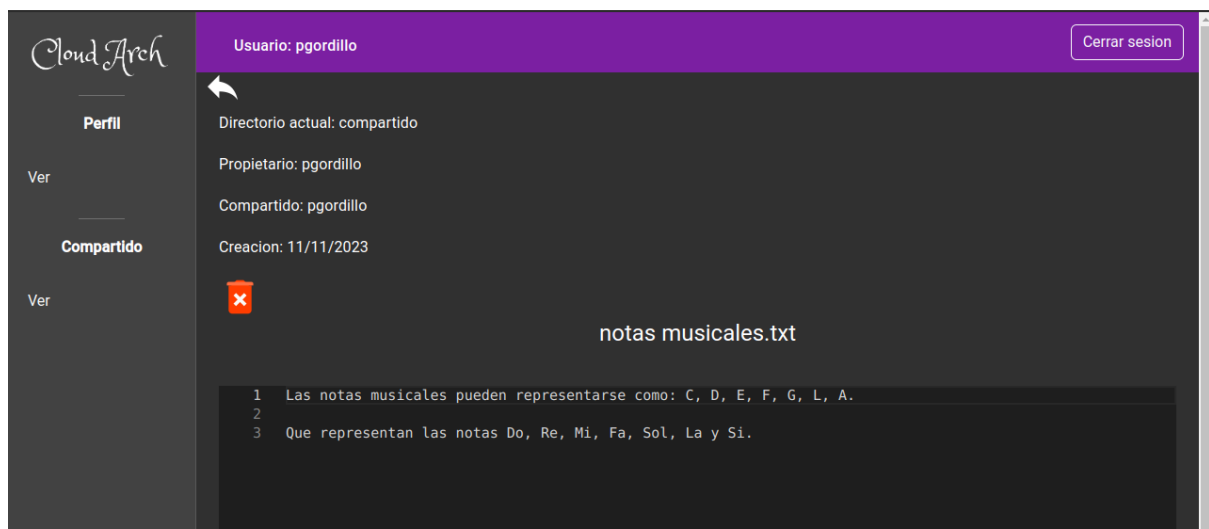 Cloud Arch
Usuario: pgordillo
Cerrar sesion
Perfil
Ver
Compartido
Ver
Directorio actual: compartido
Propietario: pgordillo
Compartido: pgordillo
Creacion: 11/11/2023
notas musicales.txt
1 Las notas musicales pueden representarse como: C, D, E, F, G, L, A.
2
3 Que representan las notas Do, Re, Mi, Fa, Sol, La y Si.